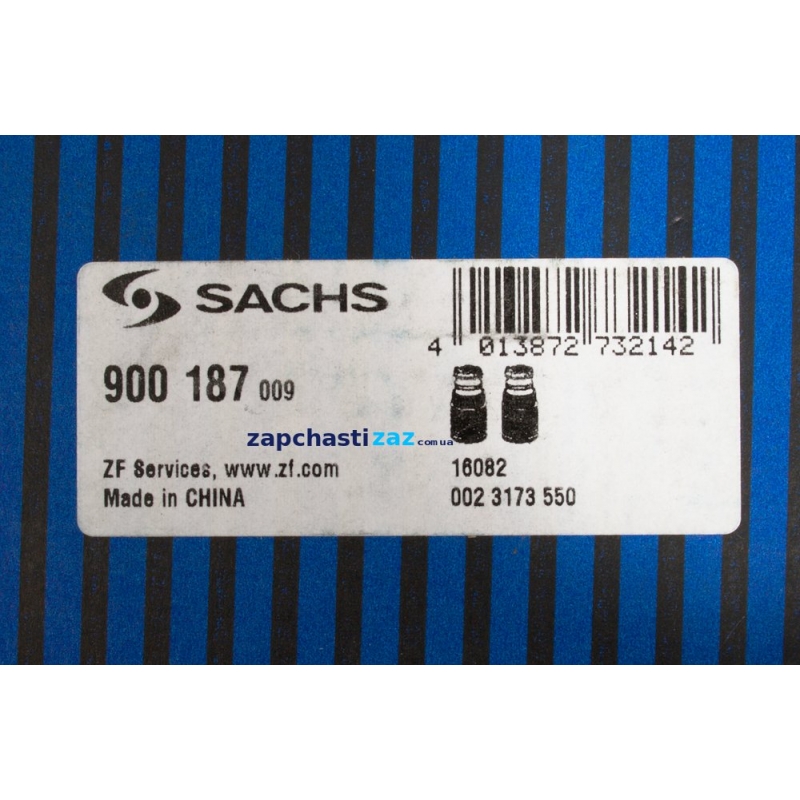 SACHS
4 013872 732142
900 187 009
zapchastizaz.com.ua
ZF Services, www.zf.com
16082
Made in CHINA
002 3173 550